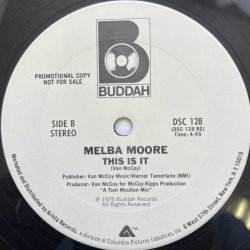 BUDDAH
PROMOTIONAL COPY
NOT FOR SALE
DSC 128
(DSC 128 BS)
Time: 4:45
SIDE B
STEREO
MELBA MOORE
THIS IS IT
(Van McCoy)
Publisher: Van McCoy Music/Warner Tamerlane (BMI)
Producer: Van McCoy for McCoy-Kipps Production
"A Tom Moulton Mix"
℗ 1976 Buddah Records
All Rights Reserved
Marketed and Distributed by Arista Records, a division of Columbia Pictures Industries, Inc. 6 West 57th Street, New York, N.Y. 10019